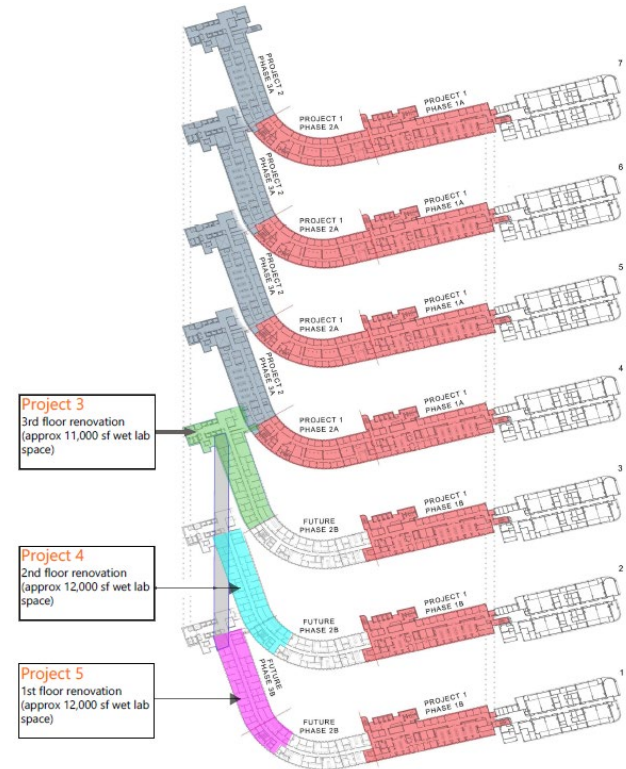 7
PROJECT 2
PHASE 3A
PROJECT 1
PHASE 2A
PROJECT 1
PHASE 1A
6
PROJECT 2
PHASE 3A
PROJECT 1
PHASE 2A
PROJECT 1
PHASE 1A
5
PROJECT 2
PHASE 3A
PROJECT 1
PHASE 2A
PROJECT 1
PHASE 1A
4
PROJECT 2
PHASE 3A
PROJECT 1
PHASE 2A
PROJECT 1
PHASE 1A
Project 3
3rd floor renovation
(approx 11,000 sf wet lab
space)
3
FUTURE
PHASE 2B
PROJECT 1
PHASE 1B
Project 4
2nd floor renovation
(approx 12,000 sf wet lab
space)
2
FUTURE
PHASE 2B
PROJECT 1
PHASE 1B
Project 5
1st floor renovation
(approx 12,000 sf wet lab
space)
1
FUTURE
PHASE 3B
FUTURE
PHASE 2B
PROJECT 1
PHASE 1B